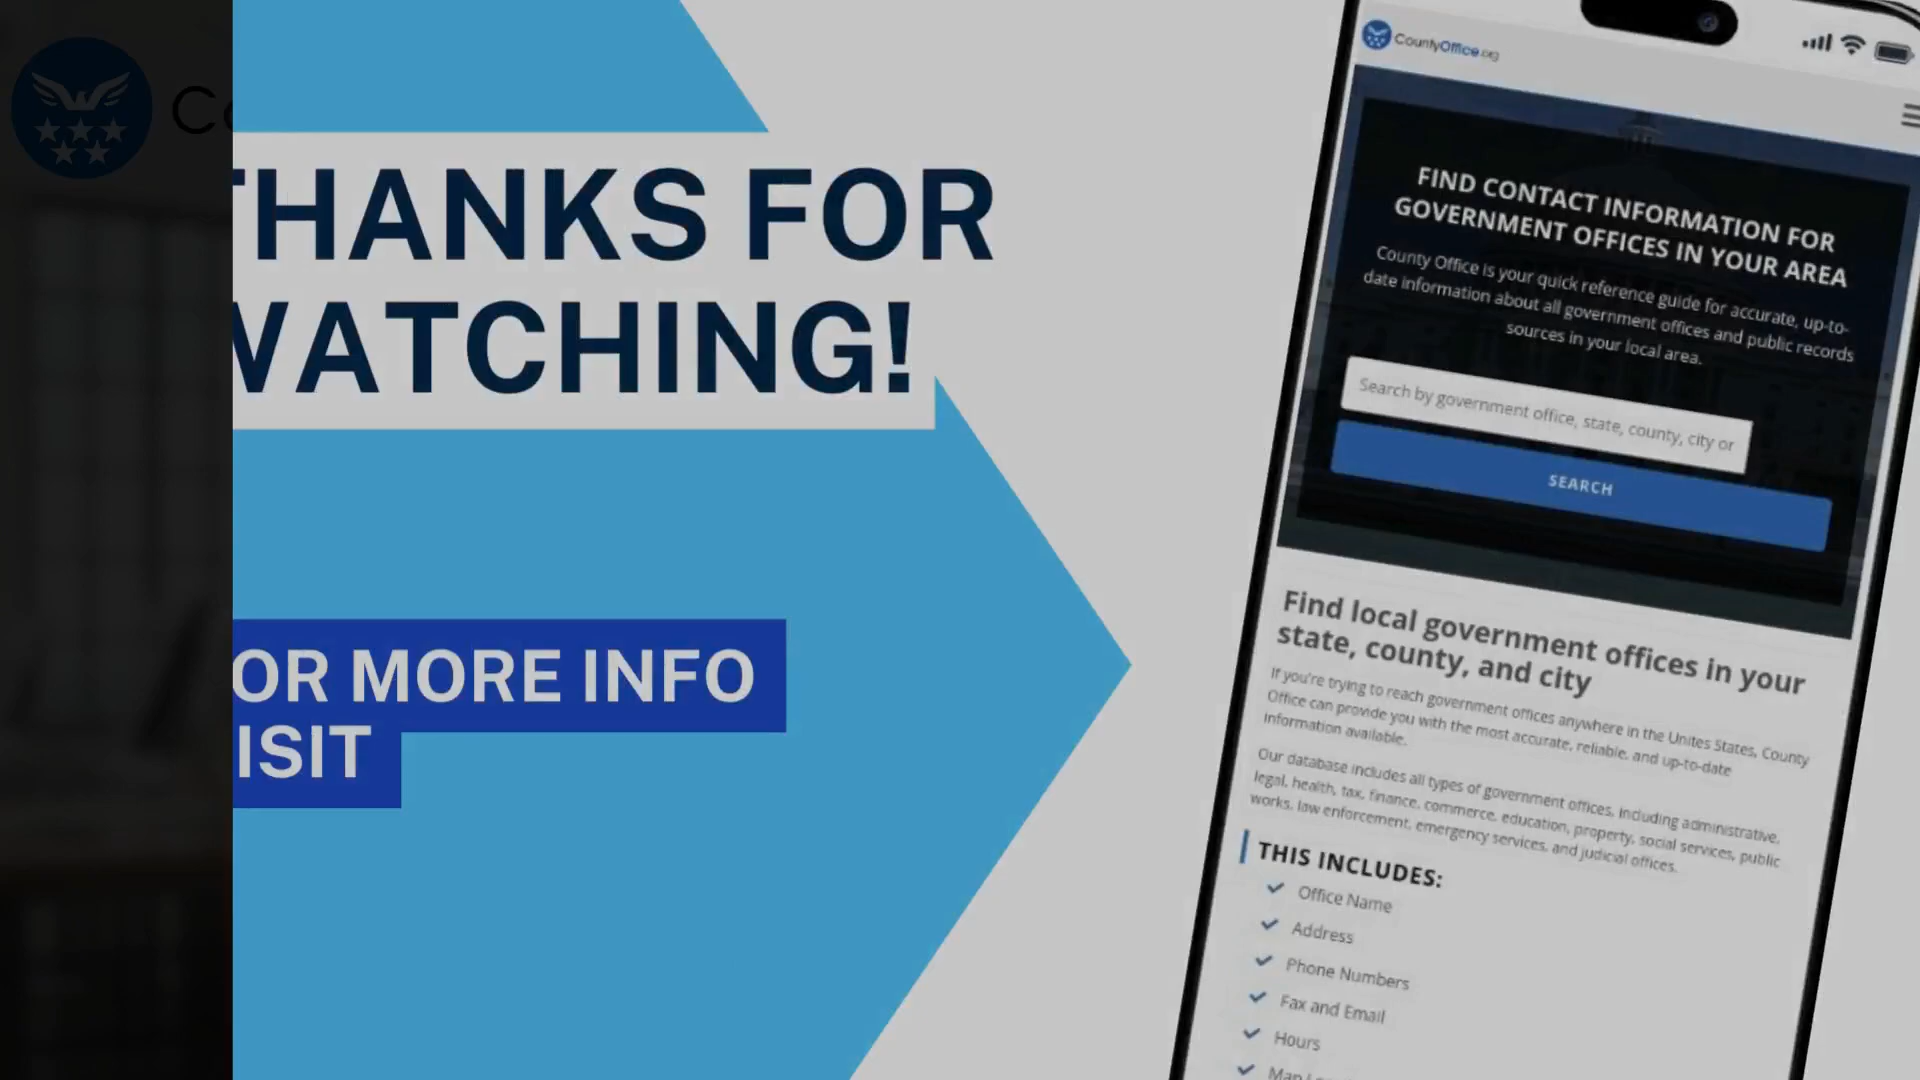 Co
THANKS FOR
WATCHING!
OR MORE INFO
ISIT
CountyOffice.org
FIND CONTACT INFORMATION FOR
GOVERNMENT OFFICES IN YOUR AREA
County Office is your quick reference guide for accurate, up-to-
date information about all government offices and public records
sources in your local area.
Search by government office, state, county, city or
SEARCH
Find local government offices in your
state, county, and city
If you're trying to reach government offices anywhere in the Unites States, County
Office can provide you with the most accurate, reliable, and up-to-date
information available.
Our database includes all types of government offices, including administrative,
legal, health, tax, finance, commerce, education, property, social services, public
works, law enforcement, emergency services, and judicial offices.
THIS INCLUDES:
Office Name
Address
Phone Numbers
Fax and Email
Hours
Map